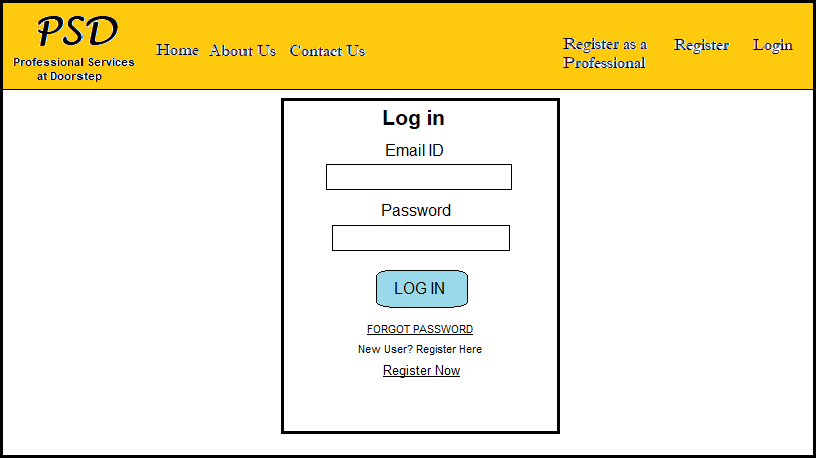 PSD
Professional Services
at Doorstep
Home About Us Contact Us
Register as a
Professional
Register
Login
Log in
Email ID
Password
LOG IN
FORGOT PASSWORD
New User? Register Here
Register Now